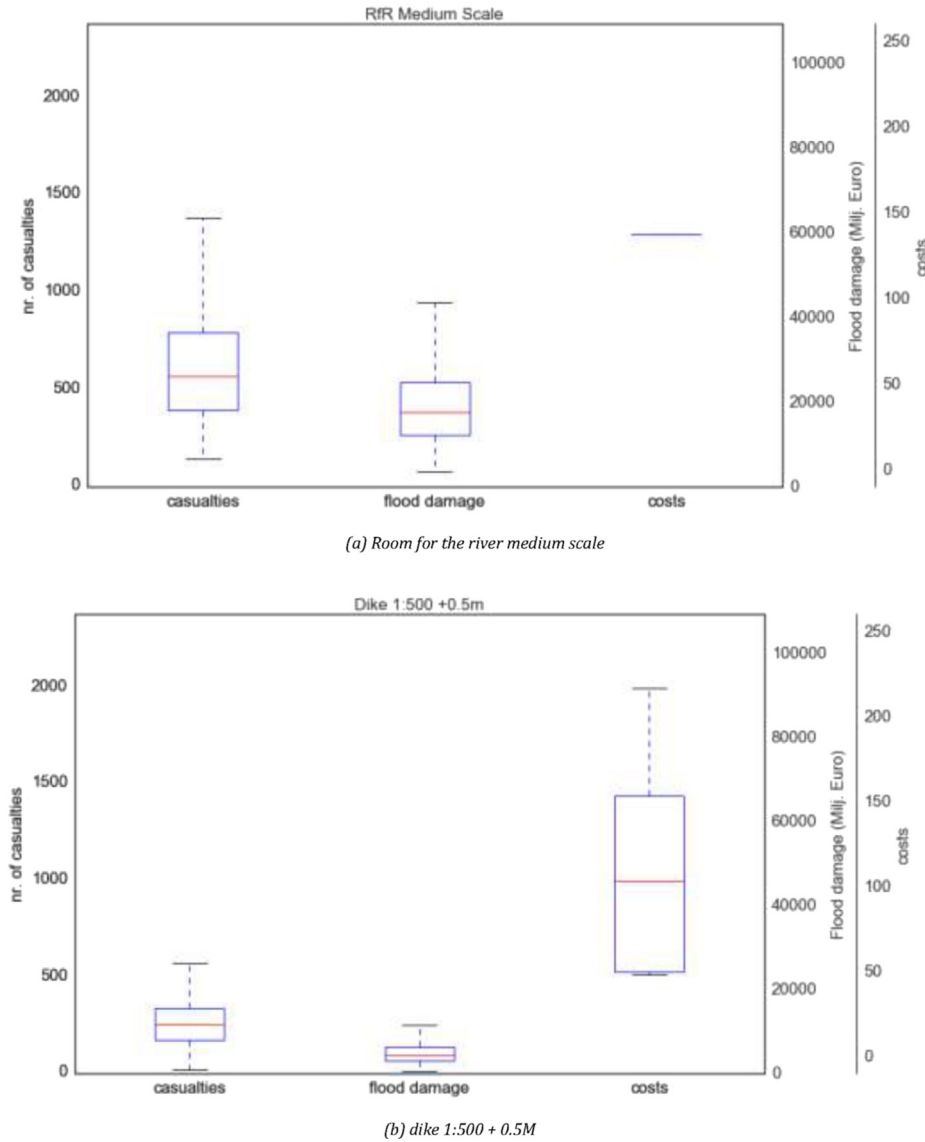 RfR Medium Scale
nr. of casualties
2000
1500
1000
500
0
casualties
flood damage
costs
100000
80000
60000
40000
20000
0
Flood damage (Milj. Euro)
250
200
150
100
50
0
costs
(a) Room for the river medium scale
Dike 1:500 +0.5m
nr. of casualties
2000
1500
1000
500
0
casualties
flood damage
costs
100000
80000
60000
40000
20000
0
Flood damage (Milj. Euro)
250
200
150
100
50
0
costs
(b) dike 1:500 + 0.5M